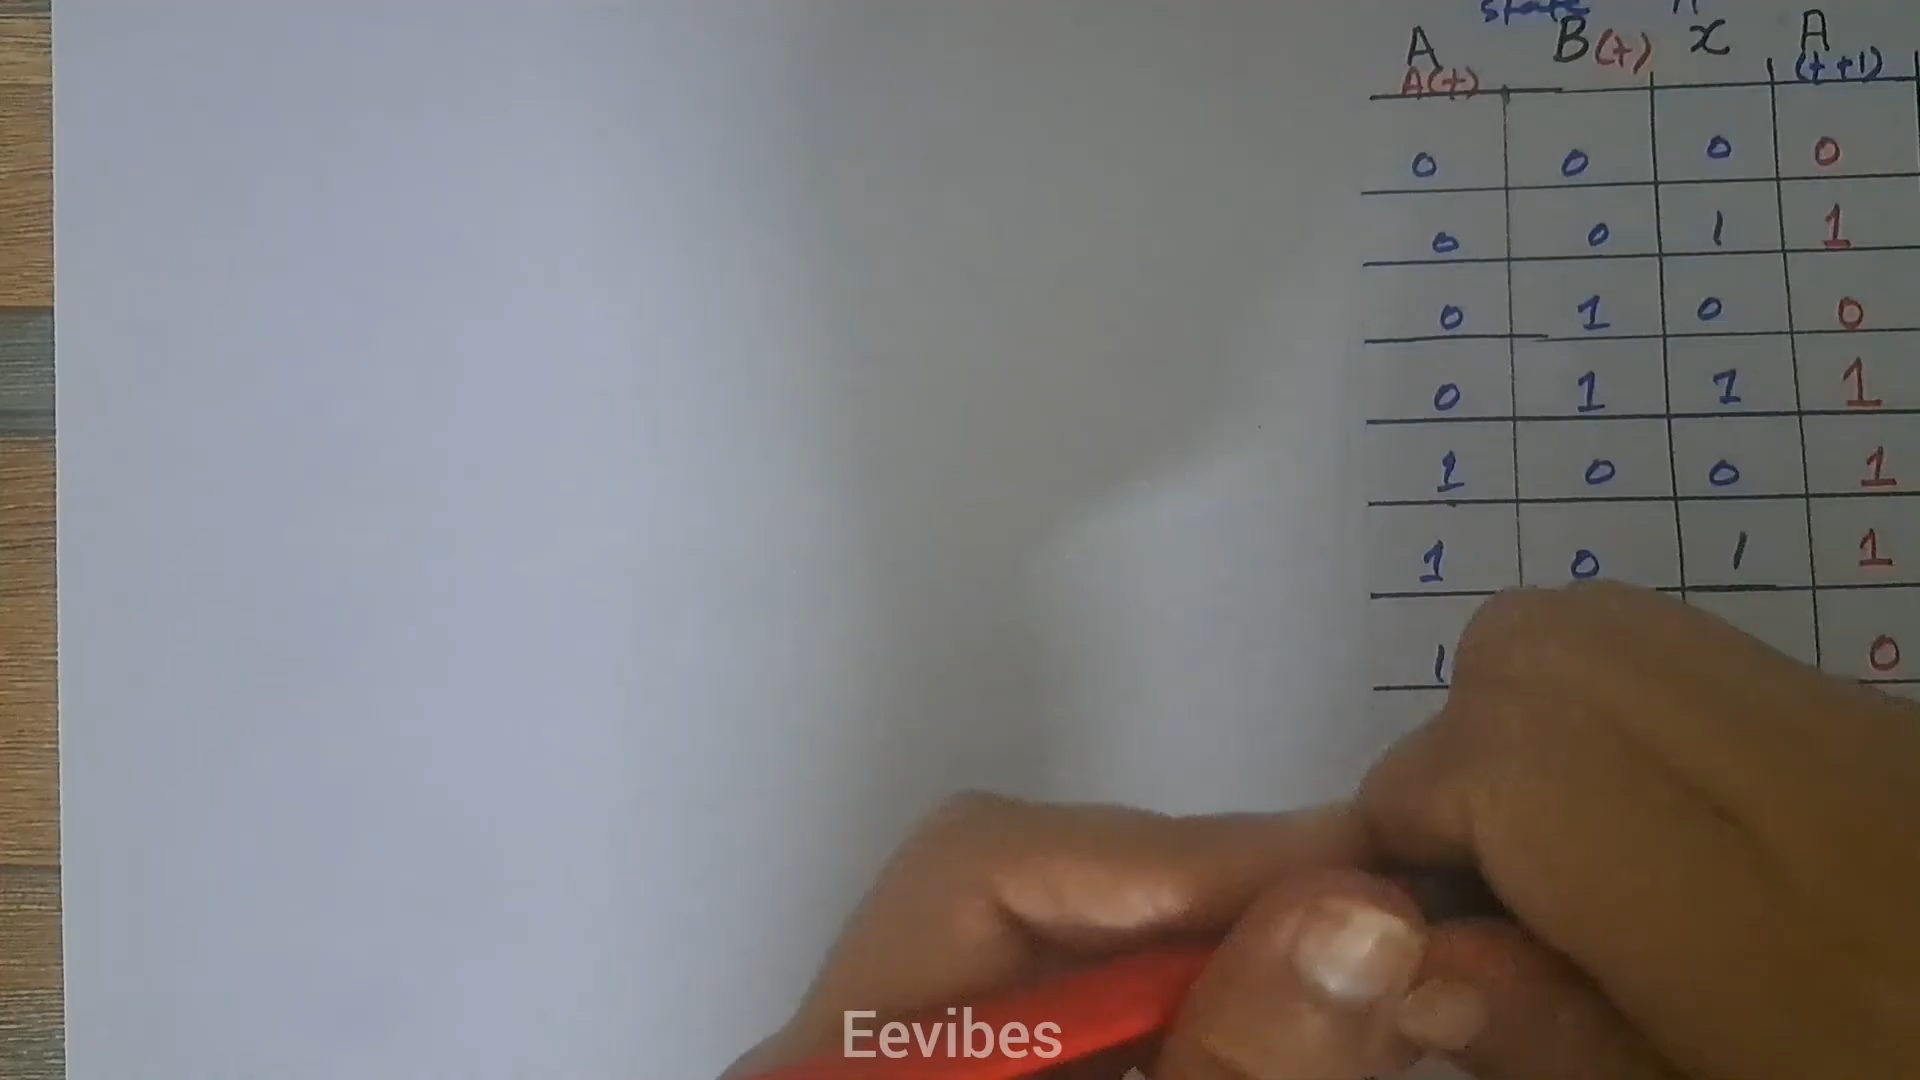 state
A B(t) x A
A(t) (t+1)
0 0 0 0
0 0 1 1
0 1 0 0
0 1 1 1
1 0 0 1
1 0 1 1
1 0
Eevibes